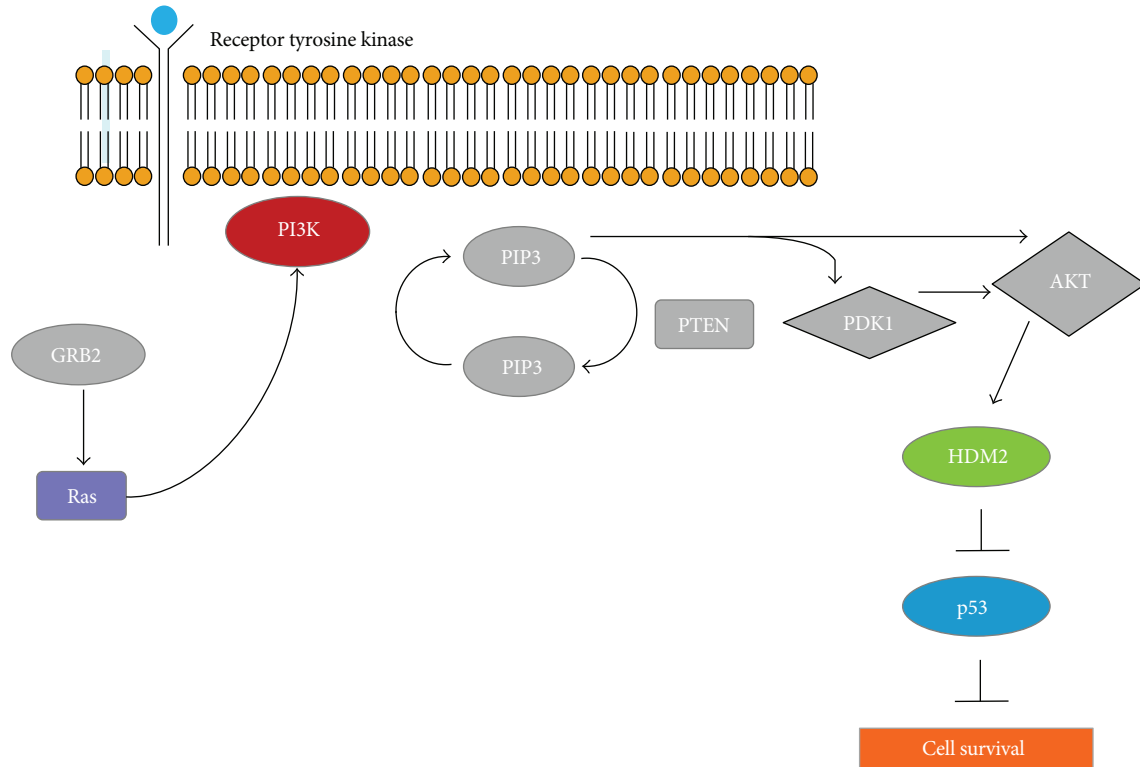 Receptor tyrosine kinase
PI3K
PIP3
AKT
PTEN
PDK1
GRB2
PIP3
HDM2
Ras
p53
Cell survival